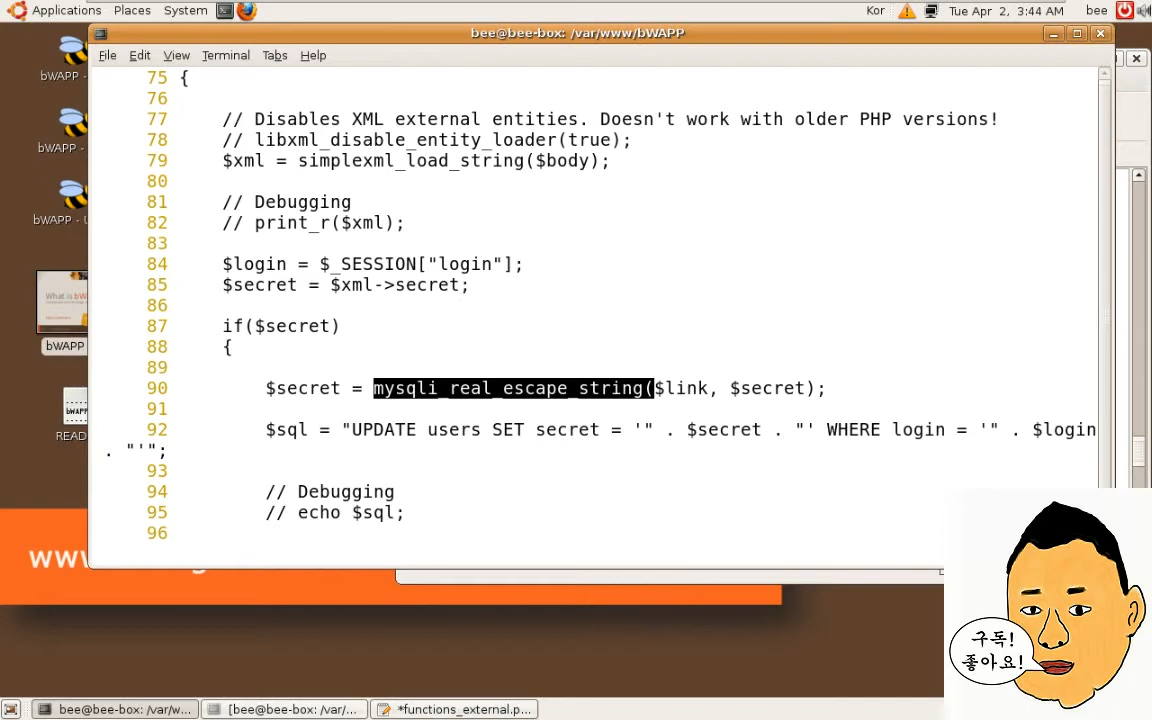 Applications Places System Kor Tue Apr 2, 3:44 AM bee
bee@bee-box: /var/www/bWAPP
File Edit View Terminal Tabs Help
75 {
76
77 // Disables XML external entities. Doesn't work with older PHP versions!
78 // libxml_disable_entity_loader(true);
79 $xml = simplexml_load_string($body);
80
81 // Debugging
82 // print_r($xml);
83
84 $login = $_SESSION["login"];
85 $secret = $xml->secret;
86
87 if($secret)
88 {
89
90 $secret = mysqli_real_escape_string($link, $secret);
91
92 $sql = "UPDATE users SET secret = '" . $secret . "' WHERE login = '" . $login
. "'";
93
94 // Debugging
95 // echo $sql;
96
bWAPP -
bWAPP -
bWAPP - U
What is bW
bWAPP
bWAPP
READ
www
구독!
좋아요!
bee@bee-box: /var/w...
[bee@bee-box: /var/...
*functions_external.p...